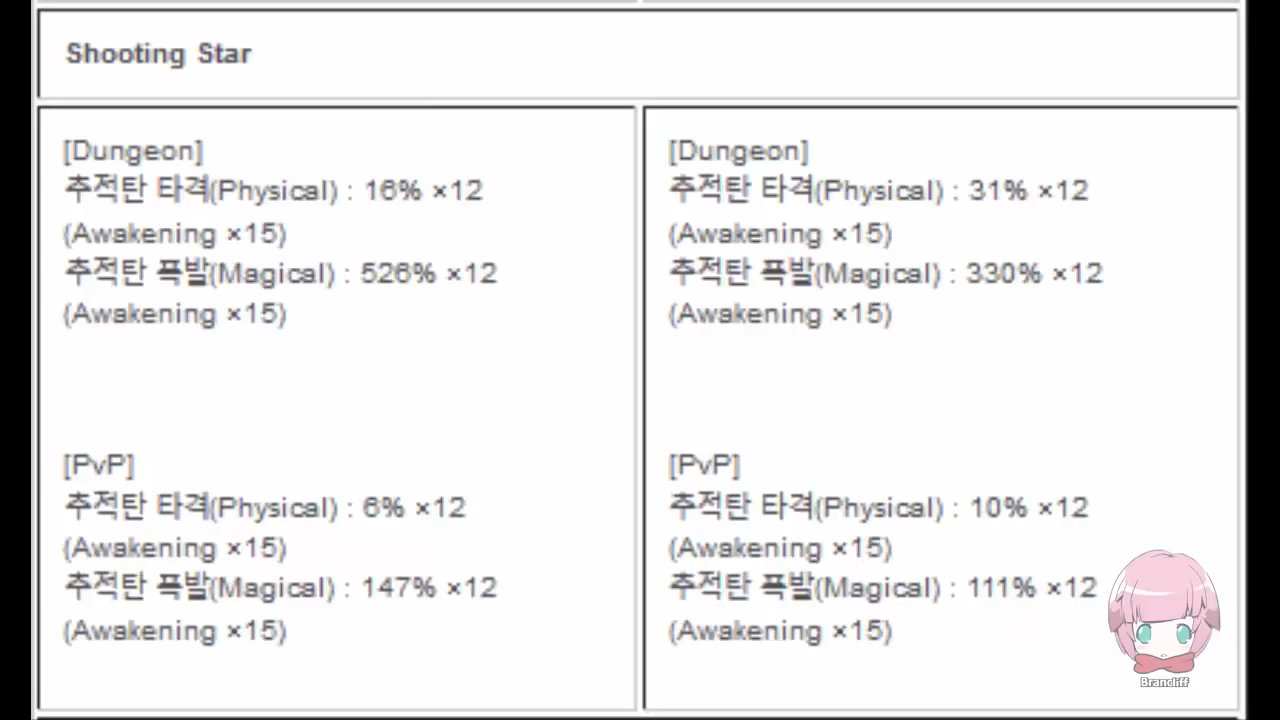 Shooting Star
[Dungeon]
추적탄 타격(Physical) : 16% ×12
(Awakening ×15)
추적탄 폭발(Magical) : 526% ×12
(Awakening ×15)
[PvP]
추적탄 타격(Physical) : 6% ×12
(Awakening ×15)
추적탄 폭발(Magical) : 147% ×12
(Awakening ×15)
[Dungeon]
추적탄 타격(Physical) : 31% ×12
(Awakening ×15)
추적탄 폭발(Magical) : 330% ×12
(Awakening ×15)
[PvP]
추적탄 타격(Physical) : 10% ×12
(Awakening ×15)
추적탄 폭발(Magical) : 111% ×12
(Awakening ×15)
Brancliff